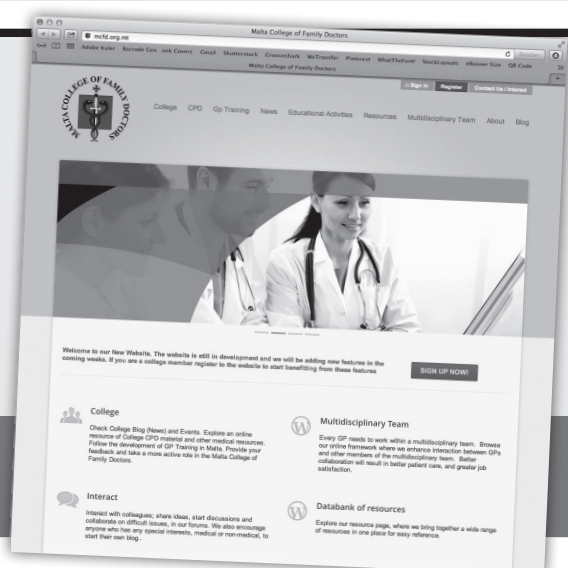 Malta College of Family Doctors
mcfd.org.mt
Reader
Adobe Kuler Barcode Gen...ook Covers Gmail Shutterstock Grooveshark WeTransfer Pinterest WhatTheFont StockLayouts eBanner Size QR Code
Malta College of Family Doctors
Sign in Register Contact Us / Interact
MALTA COLLEGE OF FAMILY DOCTORS
College CPD Gp Training News Educational Activities Resources Multidisciplinary Team About Blog
Welcome to our New Website. The website is still in development and we will be adding new features in the
coming weeks. If you are a college member register to the website to start benefitting from these features
SIGN UP NOW!
College
Check College Blog (News) and Events. Explore an online
resource of College CPD material and other medical resources.
Follow the development of GP Training in Malta. Provide your
feedback and take a more active role in the Malta College of
Family Doctors.
Multidisciplinary Team
Every GP needs to work within a multidisciplinary team. Browse
our online framework where we enhance interaction between GPs
and other members of the multidisciplinary team. Better
collaboration will result in better patient care, and greater job
satisfaction.
Interact
Interact with colleagues; share ideas, start discussions and
collaborate on difficult issues, in our forums. We also encourage
anyone who has any special interests, medical or non-medical, to
start their own blog..
Databank of resources
Explore our resource page, where we bring together a wide range
of resources in one place for easy reference.